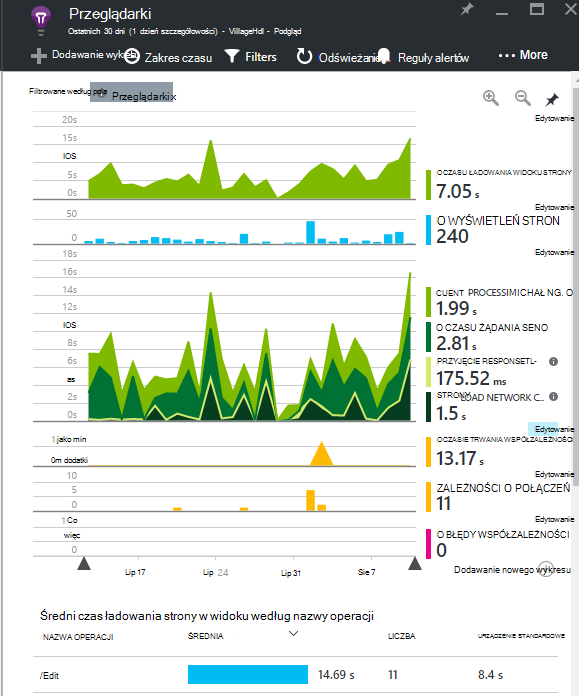 Przeglądarki
Ostatnich 30 dni (1 dzień szczegółowości) - VillageHdl - Podgląd
Dodawanie wykresu
Zakres czasu
Filters
Odświeżanie
Reguły alertów
More
Filtrowane według pola
Przeglądarki x
Edytowanie
20s
15s
IOS
5s
0s
OCZASU ŁADOWANIA WIDOKU STRONY
7.05 s
Edytowanie
50
0
O WYŚWIETLEŃ STRON
240
Edytowanie
18s
16s
14s
12s
IOS
8s
6s
as
2s
0s
CUENT PROCESSIMICHAŁ NG. O
1.99 s
O CZASU ŻĄDANIA SENO
2.81 s
PRZYJĘCIE RESPONSETL-
175.52 ms
STRONY LOAD NETWORK C...
1.5 s
Edytowanie
1 jako min
0m dodatki
OCZASIE TRWANIA WSPÓŁZALEŻNOŚCI
13.17 s
Edytowanie
10
5
0
ZALEŻNOŚCI O POŁĄCZEŃ
11
Edytowanie
1 Co
więc
0
O BŁĘDY WSPÓŁZALEŻNOŚCI
0
Lip 17
Lip 24
Lip 31
Sie 7
Dodawanie nowego wykresu
Średni czas ładowania strony w widoku według nazwy operacji
NAZWA OPERACJI
ŚREDNIA
LICZBA
URZĄDZENIE STANDARDOWE
/Edit
14.69 s
11
8.4 s